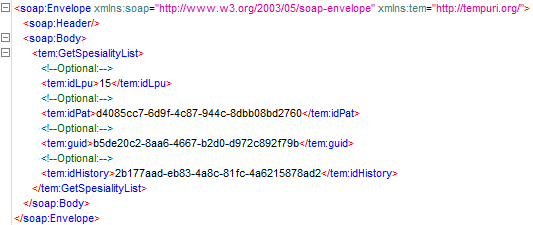 <soap:Envelope xmlns:soap="http://www.w3.org/2003/05/soap-envelope" xmlns:tem="http://tempuri.org/">
<soap:Header/>
<soap:Body>
<tem:GetSpesialityList>
<!--Optional:-->
<tem:idLpu>15</tem:idLpu>
<!--Optional:-->
<tem:idPat>d4085cc7-6d9f-4c87-944c-8dbb08bd2760</tem:idPat>
<!--Optional:-->
<tem:guid>b5de20c2-8aa6-4667-b2d0-d972c892f79b</tem:guid>
<!--Optional:-->
<tem:idHistory>2b177aad-eb83-4a8c-81fc-4a6215878ad2</tem:idHistory>
</tem:GetSpesialityList>
</soap:Body>
</soap:Envelope>